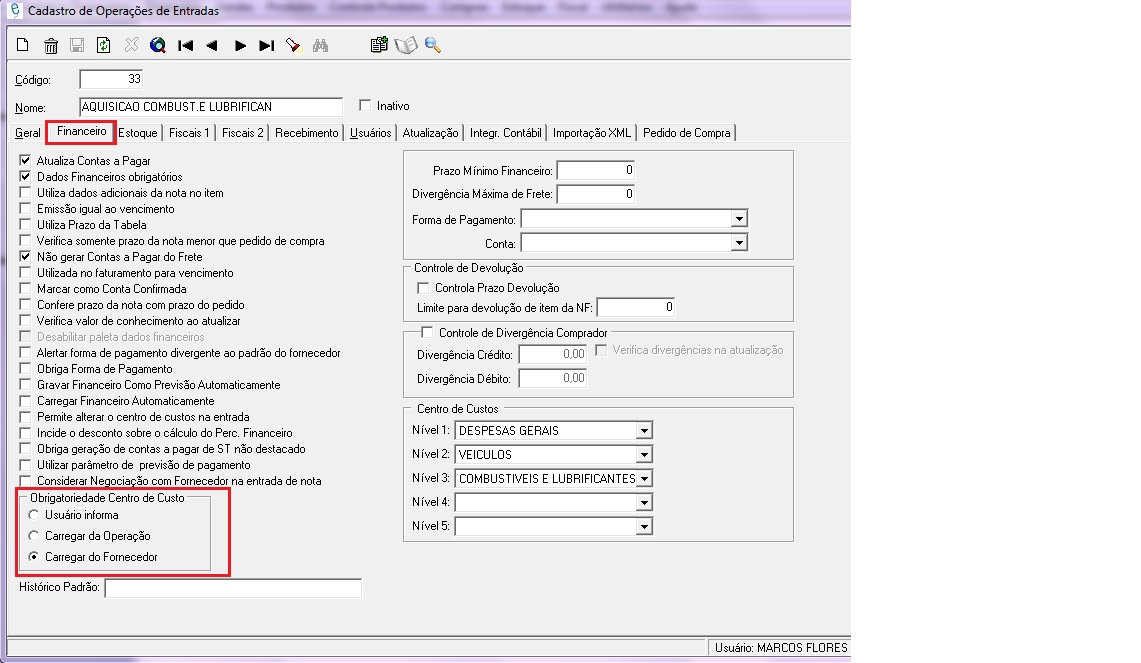 Cadastro de Operações de Entradas
Produtos Controla Produtos Compras Estoque Fiscal Utilitários Ajuda
Código: 33
Nome: AQUISICAO COMBUST.E LUBRIFICAN Inativo
Geral Financeiro Estoque Fiscais 1 Fiscais 2 Recebimento Usuários Atualização Integr. Contábil Importação XML Pedido de Compra
Atualiza Contas a Pagar
Dados Financeiros obrigatórios
Utiliza dados adicionais da nota no item
Emissão igual ao vencimento
Utiliza Prazo da Tabela
Verifica somente prazo da nota menor que pedido de compra
Não gerar Contas a Pagar do Frete
Utilizada no faturamento para vencimento
Marcar como Conta Confirmada
Confere prazo da nota com prazo do pedido
Verifica valor de conhecimento ao atualizar
Desabilitar paleta dados financeiros
Alertar forma de pagamento divergente ao padrão do fornecedor
Obriga Forma de Pagamento
Gravar Financeiro Como Previsão Automaticamente
Carregar Financeiro Automaticamente
Permite alterar o centro de custos na entrada
Incide o desconto sobre o cálculo do Perc. Financeiro
Obriga geração de contas a pagar de ST não destacado
Utilizar parâmetro de previsão de pagamento
Considerar Negociação com Fornecedor na entrada de nota
Obrigatoriedade Centro de Custo
Usuário informa
Carregar da Operação
Carregar do Fornecedor
Histórico Padrão:
Prazo Mínimo Financeiro: 0
Divergência Máxima de Frete: 0
Forma de Pagamento:
Conta:
Controle de Devolução
Controla Prazo Devolução
Limite para devolução de item da NF: 0
Controle de Divergência Comprador
Divergência Crédito: 0,00 Verifica divergências na atualização
Divergência Débito: 0,00
Centro de Custos
Nível 1: DESPESAS GERAIS
Nível 2: VEICULOS
Nível 3: COMBUSTIVEIS E LUBRIFICANTES
Nível 4:
Nível 5:
Usuário: MARCOS FLORES